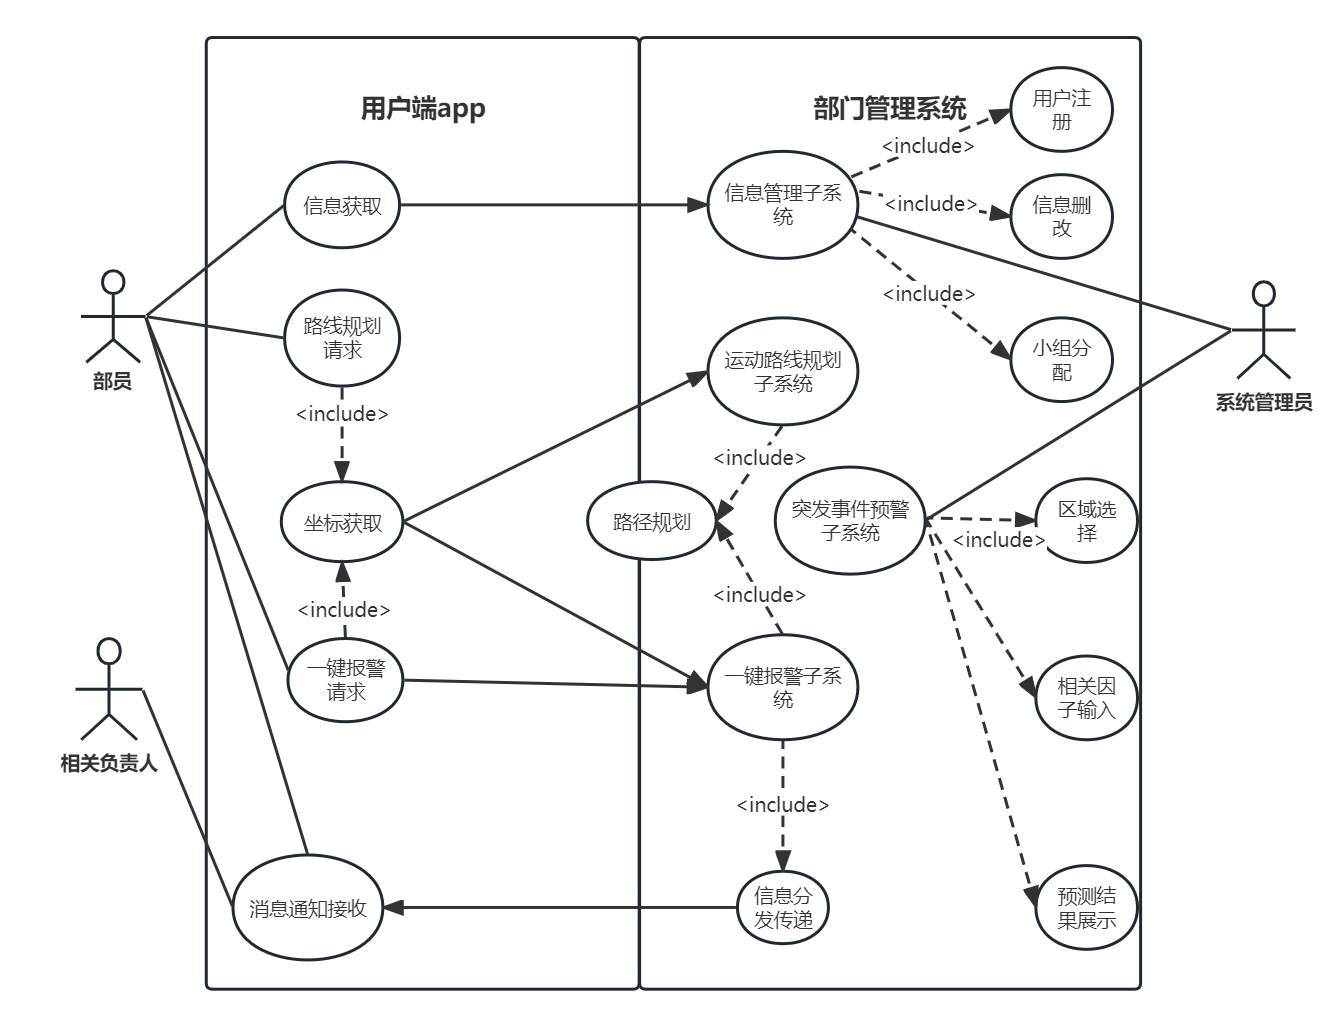 用户端app
部门管理系统
用户注
册
<include>
信息获取
信息管理子系
统
<include>
信息删
改
<include>
路线规划
请求
运动路线规划
子系统
小组分
配
部员
系统管理员
<include>
<include>
坐标获取
路径规划
突发事件预警
子系统
区域选
择
<include>
<include>
<include>
一键报警
请求
一键报警子系
统
相关因
子输入
相关负责人
<include>
消息通知接收
信息分
发传递
预测结
果展示